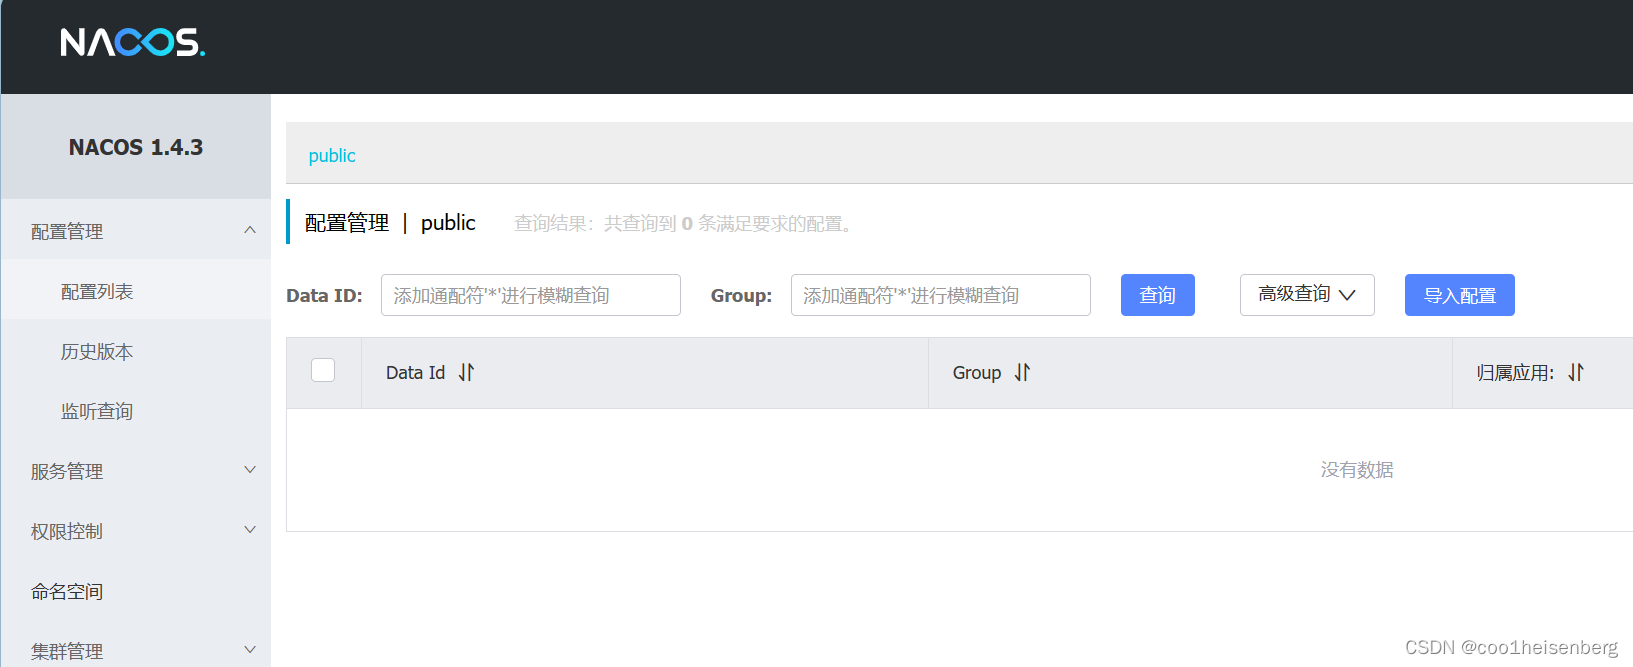 NACOS.
NACOS 1.4.3
配置管理
配置列表
历史版本
监听查询
服务管理
权限控制
命名空间
集群管理
public
配置管理 | public 查询结果：共查询到 0 条满足要求的配置。
Data ID: 添加通配符'*'进行模糊查询 Group: 添加通配符'*'进行模糊查询 查询 高级查询 导入配置
Data Id Group 归属应用:
没有数据
CSDN @coo1heisenberg